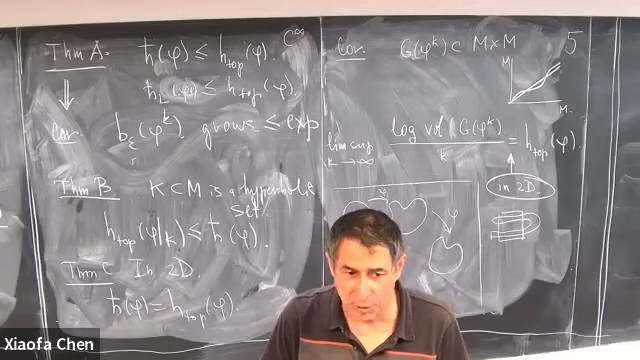 Thm A. ħ(φ) ≤ h_top(φ). C^∞
ħ_L(φ) ≤ h_top(φ).
Cor. b_ε(φ^k) grows ≤ exp
Thm B K ⊂ M is a hyperbolic
set.
h_top(φ|_K) ≤ ħ(φ).
Thm C In 2D.
ħ(φ) = h_top(φ).
Cor. G(φ^k) ⊂ M×M
5
M
M
lim sup k→∞ log vol(G(φ^k)) / k = h_top(φ).
in 2D.
φ
φ
Xiaofa Chen